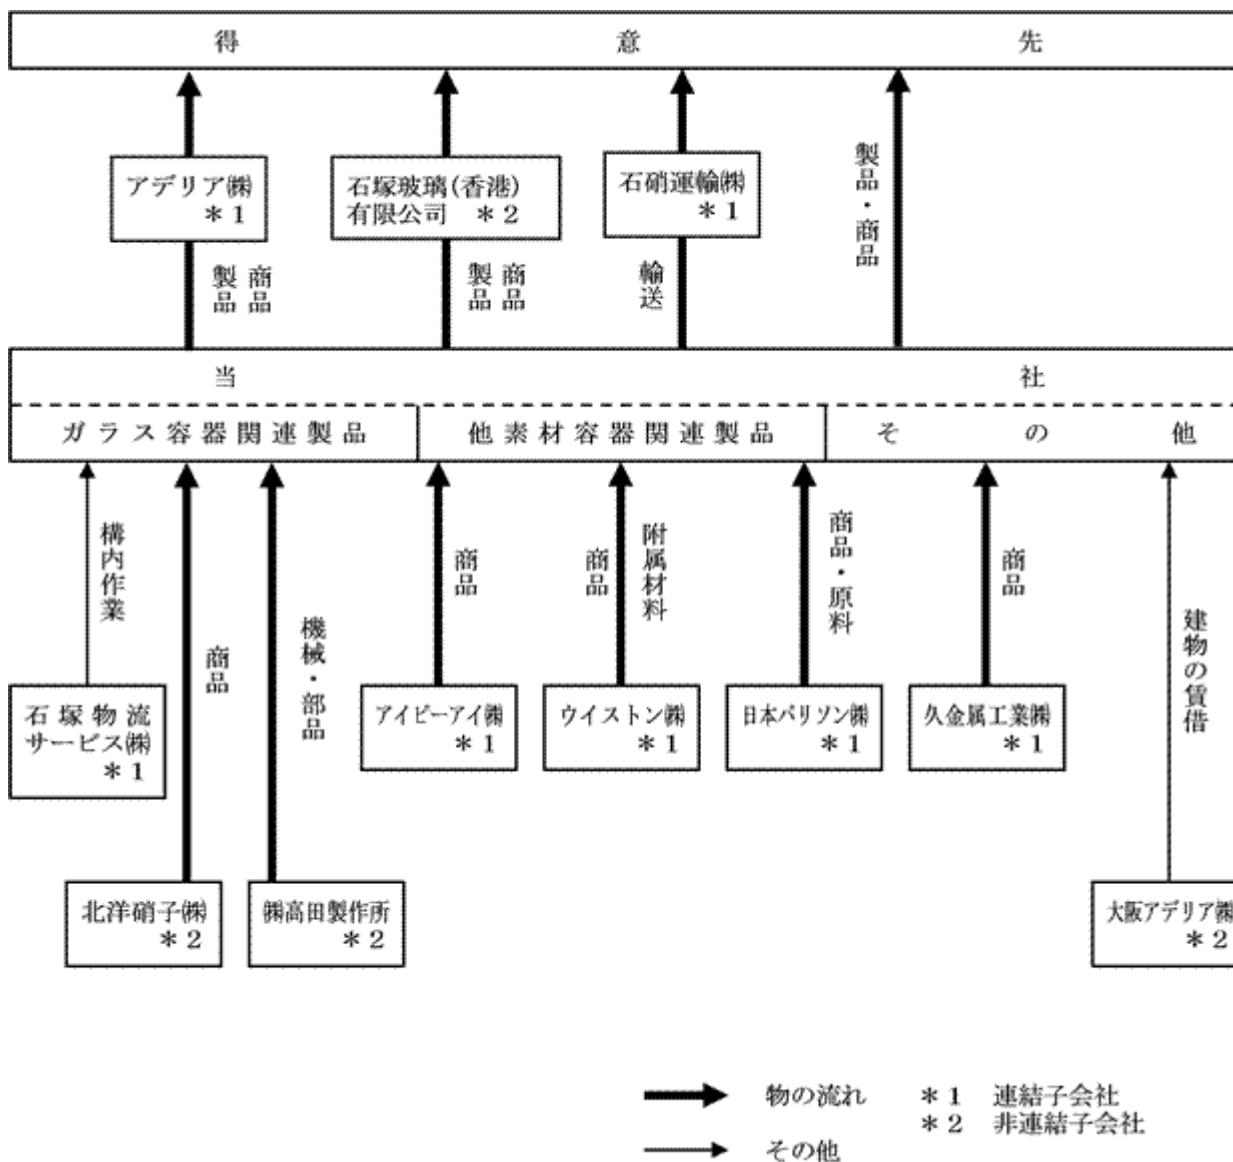 得意先
アデリア㈱
＊1
石塚玻璃(香港)
有限公司 ＊2
石硝運輸㈱
＊1
製品・商品
商品
製品
商品
製品
輸送
当社
ガラス容器関連製品
他素材容器関連製品
その他
構内作業
商品
機械・部品
商品
附属材料
商品
商品・原料
商品
建物の賃借
石塚物流
サービス㈱
＊1
アイピーアイ㈱
＊1
ウイストン㈱
＊1
日本パリソン㈱
＊1
久金属工業㈱
＊1
北洋硝子㈱
＊2
㈱高田製作所
＊2
大阪アデリア㈱
＊2
物の流れ
＊1 連結子会社
＊2 非連結子会社
その他